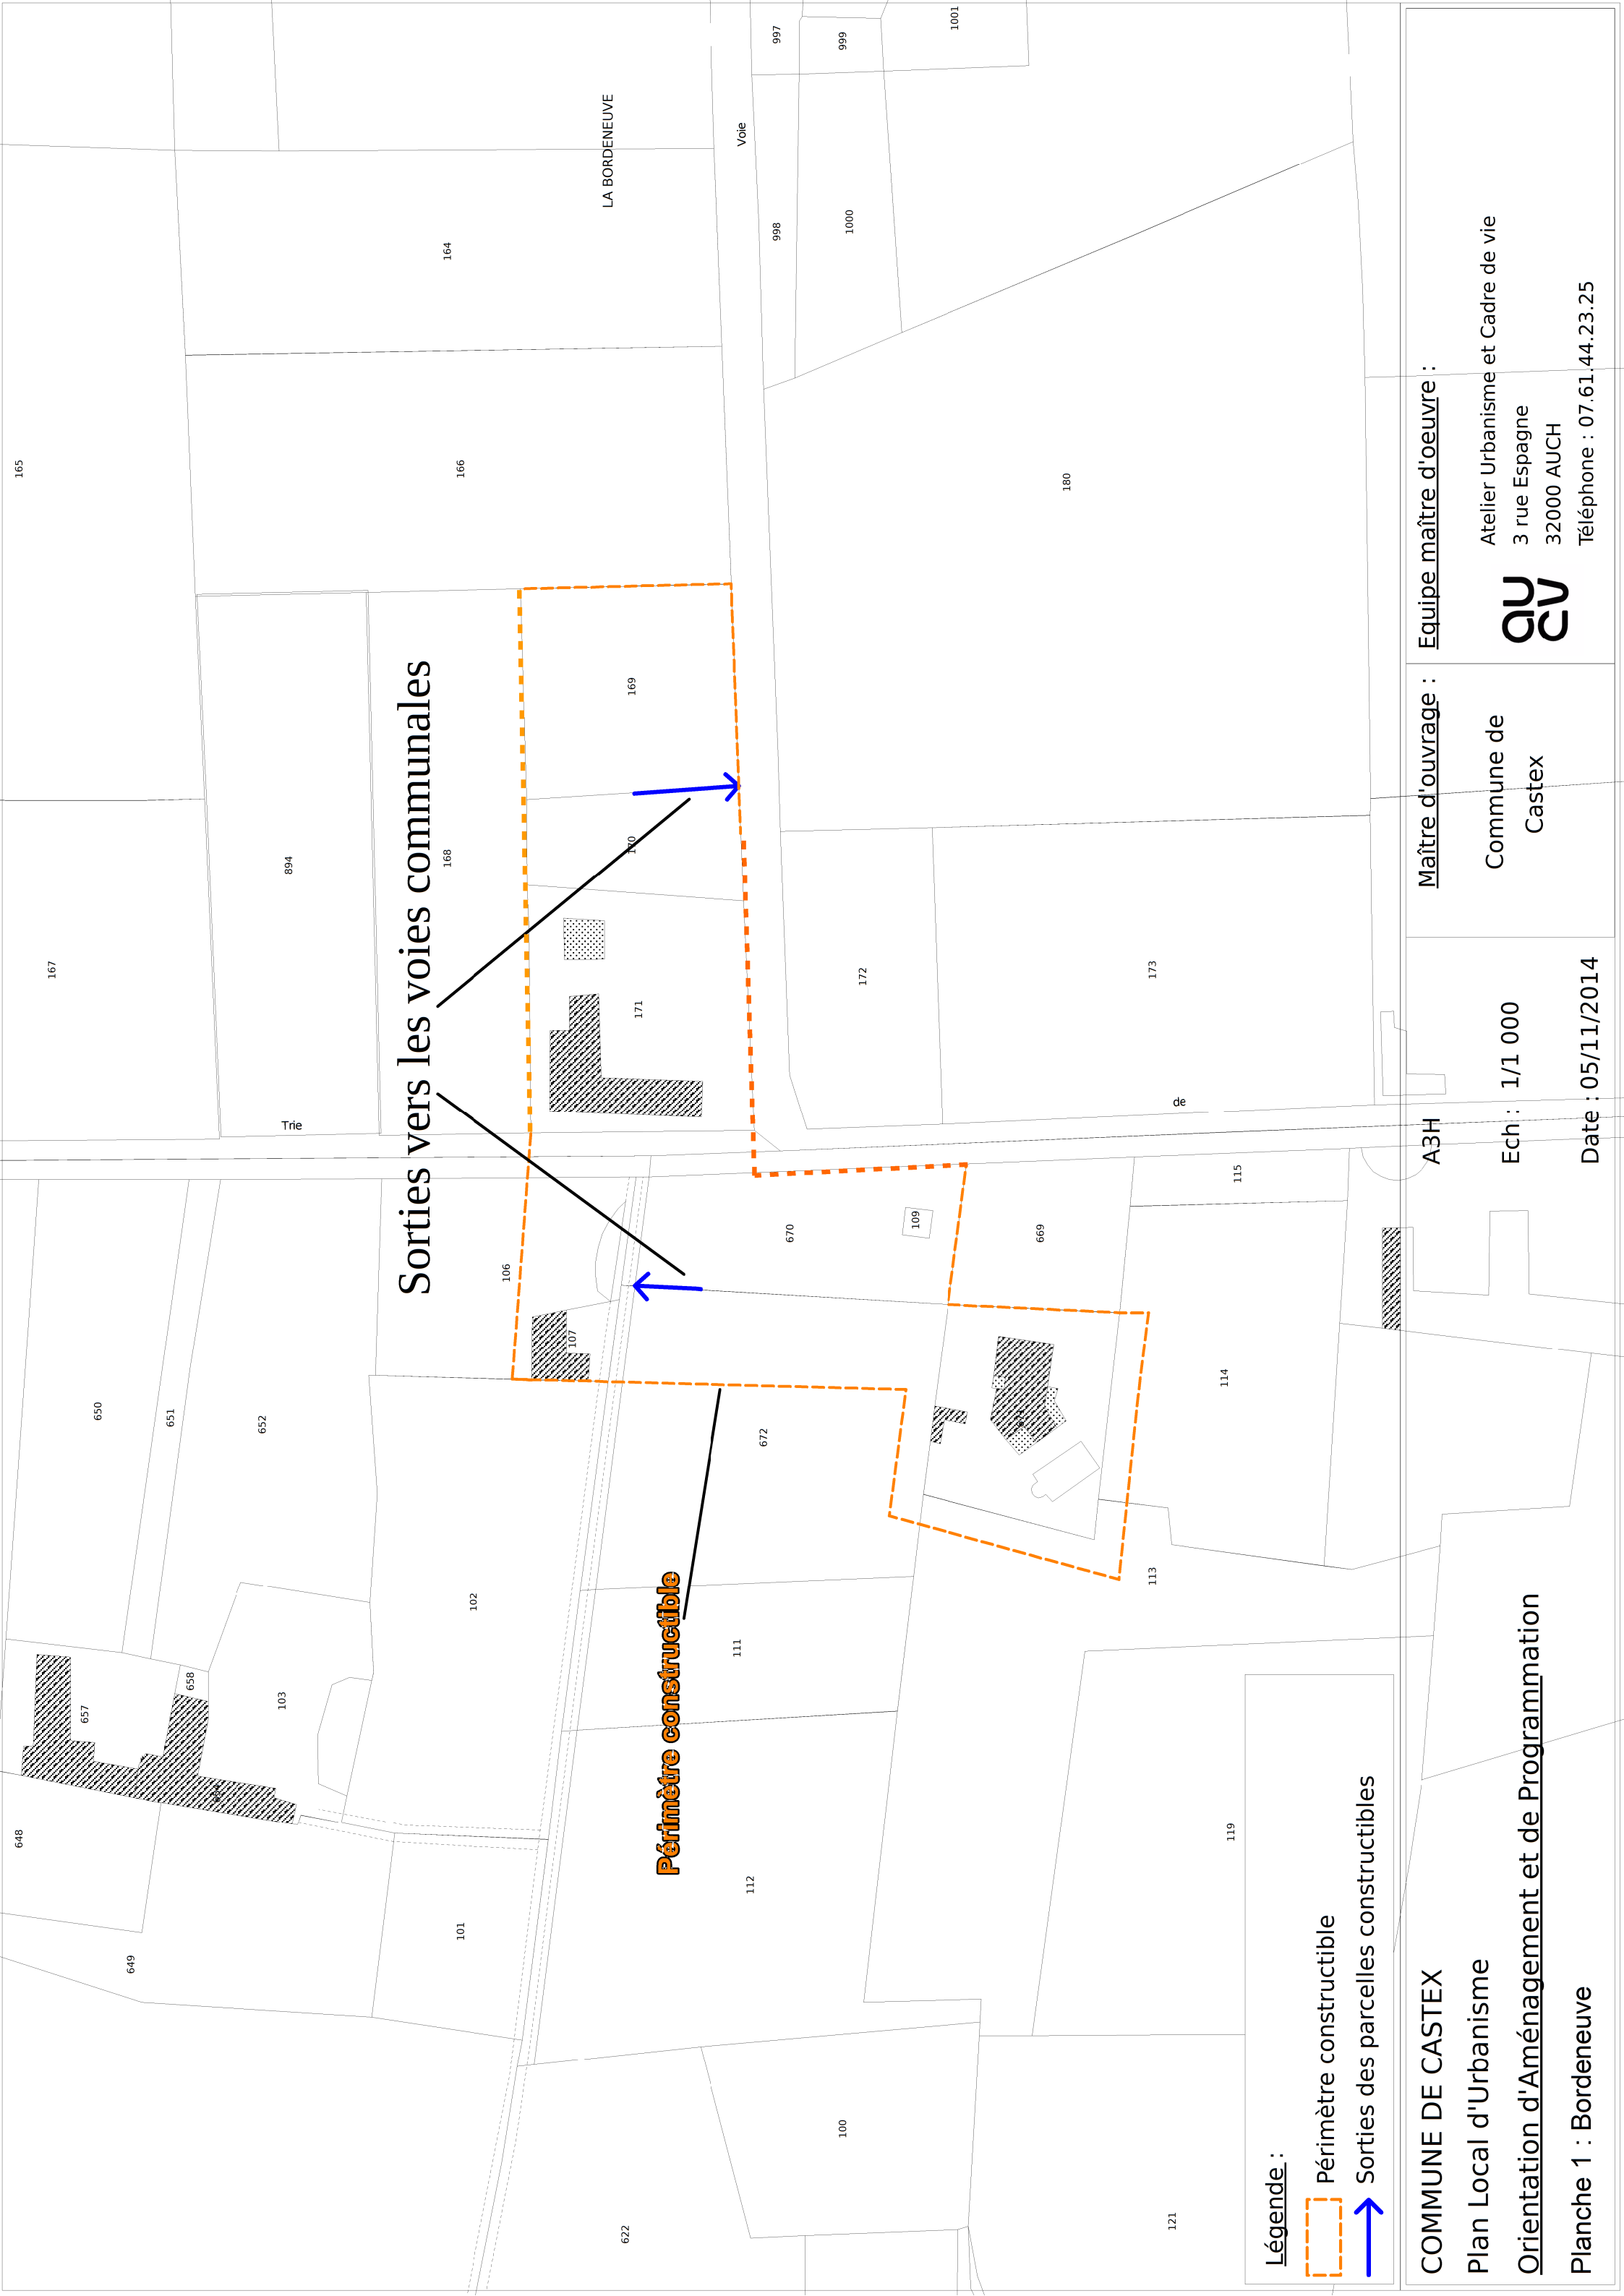 165
167
164
166
894
168
LA BORDENEUVE
Voie
997
999
1001
998
1000
180
169
170
171
172
173
Trie
de
Sorties vers les voies communales
650
651
652
106
107
670
109
669
115
114
672
113
102
111
112
Périmètre constructible
657
658
103
648
649
101
119
100
622
121
Légende :
Périmètre constructible
Sorties des parcelles constructibles
COMMUNE DE CASTEX
Plan Local d'Urbanisme
Orientation d'Aménagement et de Programmation
Planche 1 : Bordeneuve
A3H
Ech : 1/1 000
Date : 05/11/2014
Maître d'ouvrage :
Commune de
Castex
Equipe maître d'oeuvre :
au
cv
Atelier Urbanisme et Cadre de vie
3 rue Espagne
32000 AUCH
Téléphone : 07.61.44.23.25